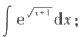 ∫ e^{√(x+1)} dx;